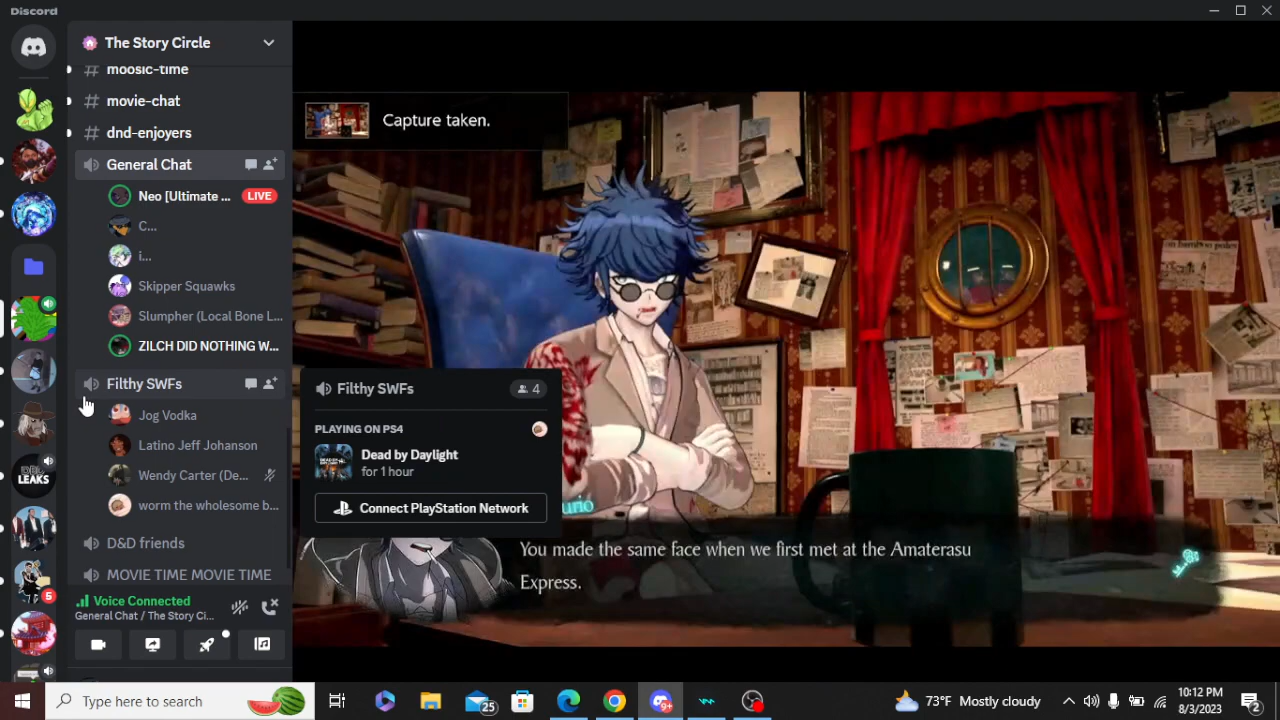 Discord
The Story Circle
moosic-time
movie-chat
dnd-enjoyers
General Chat
Neo [Ultimate ... LIVE
C...
i...
Skipper Squawks
Slumpher (Local Bone L...
ZILCH DID NOTHING W...
Filthy SWFs
Jog Vodka
Latino Jeff Johanson
Wendy Carter (De...
worm the wholesome b...
D&D friends
MOVIE TIME MOVIE TIME
Voice Connected
General Chat / The Story Ci...
LEAKS
5
Capture taken.
Filthy SWFs 4
PLAYING ON PS4
Dead by Daylight
for 1 hour
Connect PlayStation Network
urio
You made the same face when we first met at the Amaterasu
Express.
Type here to search
25
9+
73°F Mostly cloudy
10:12 PM
8/3/2023
2